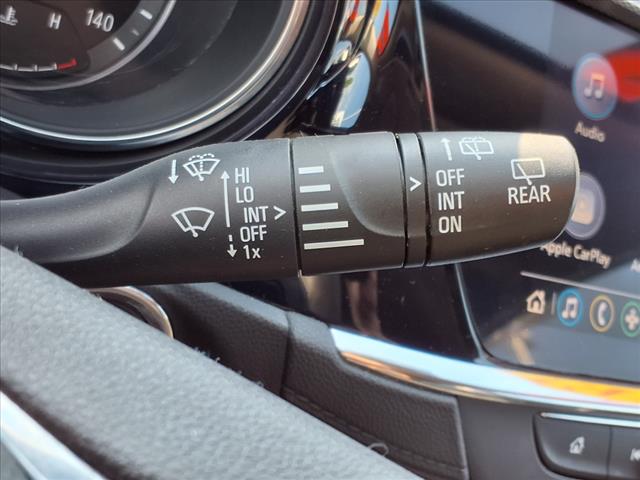 H 140
HI
LO
INT
OFF
1x
OFF
INT
ON
REAR
Audio
Apple CarPlay